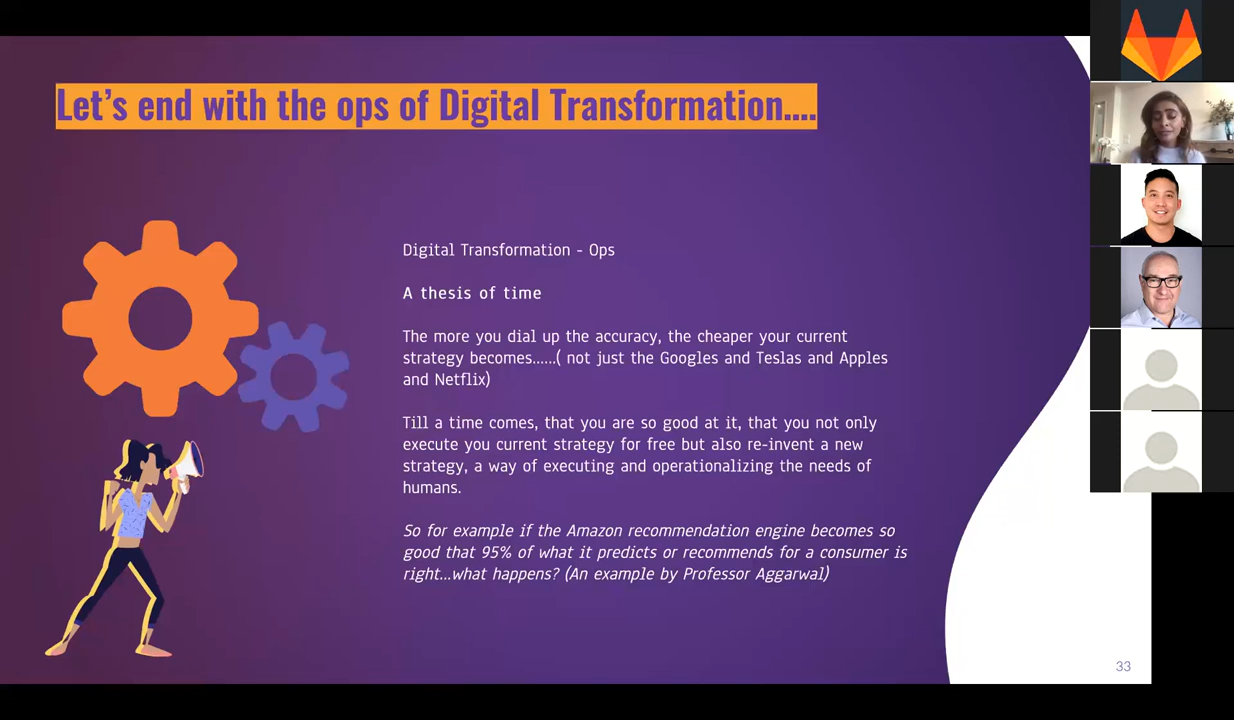 Let's end with the ops of Digital Transformation....
Digital Transformation - Ops
A thesis of time
The more you dial up the accuracy, the cheaper your current
strategy becomes......( not just the Googles and Teslas and Apples
and Netflix)
Till a time comes, that you are so good at it, that you not only
execute you current strategy for free but also re-invent a new
strategy, a way of executing and operationalizing the needs of
humans.
So for example if the Amazon recommendation engine becomes so
good that 95% of what it predicts or recommends for a consumer is
right...what happens? (An example by Professor Aggarwal)
33